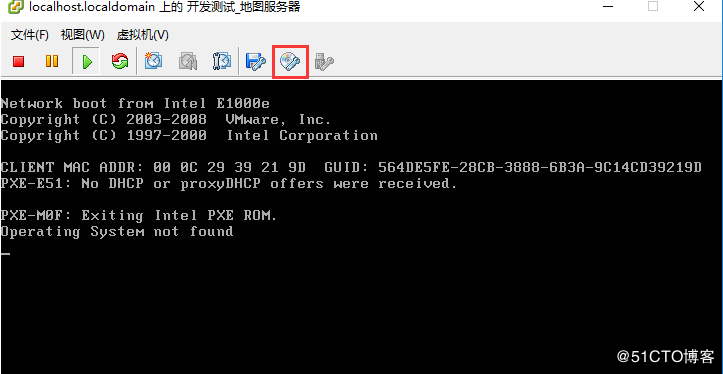 localhost.localdomain 上的 开发测试_地图服务器
文件(F) 视图(W) 虚拟机(V)
Network boot from Intel E1000e
Copyright (C) 2003-2008 VMware, Inc.
Copyright (C) 1997-2000 Intel Corporation
CLIENT MAC ADDR: 00 0C 29 39 21 9D GUID: 564DE5FE-28CB-3888-6B3A-9C14CD39219D
PXE-E51: No DHCP or proxyDHCP offers were received.
PXE-M0F: Exiting Intel PXE ROM.
Operating System not found
@51CTO博客